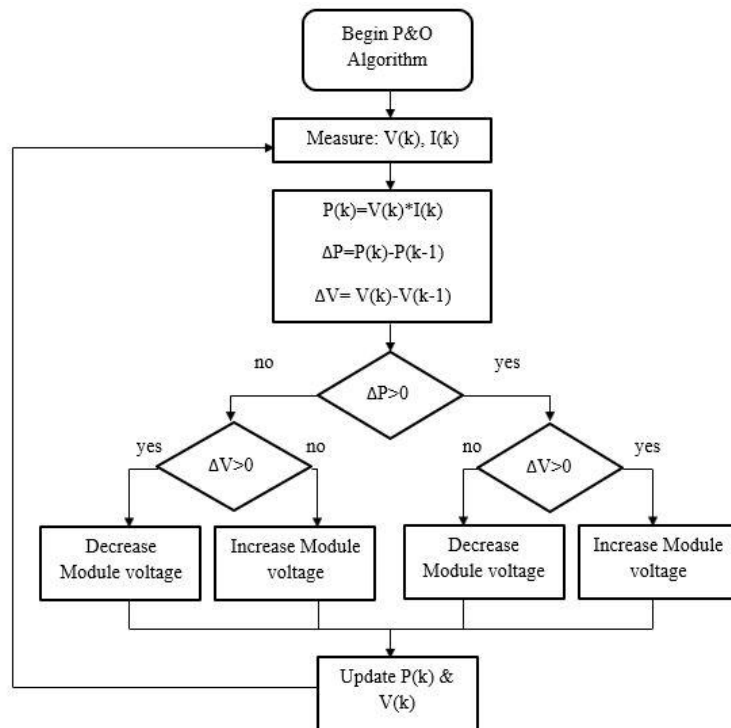 Begin P&O
Algorithm
Measure: V(k), I(k)
P(k)=V(k)*I(k)
ΔP=P(k)-P(k-1)
ΔV= V(k)-V(k-1)
no
yes
ΔP>0
yes
no
no
yes
ΔV>0
ΔV>0
Decrease
Module voltage
Increase Module
voltage
Decrease
Module voltage
Increase Module
voltage
Update P(k) &
V(k)